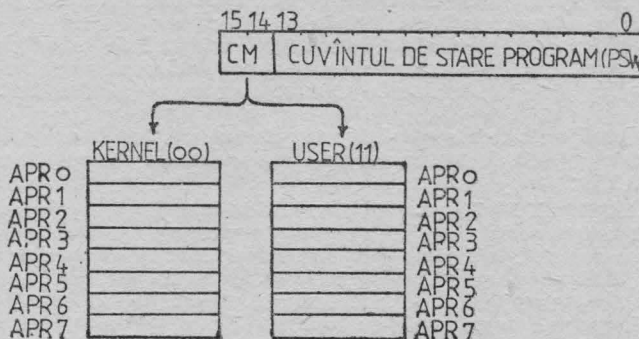 15 14 13 0
CM CUVÎNTUL DE STARE PROGRAM (PSW
KERNEL (00) USER (11)
APR0 APR0
APR1 APR1
APR2 APR2
APR3 APR3
APR4 APR4
APR5 APR5
APR6 APR6
APR7 APR7